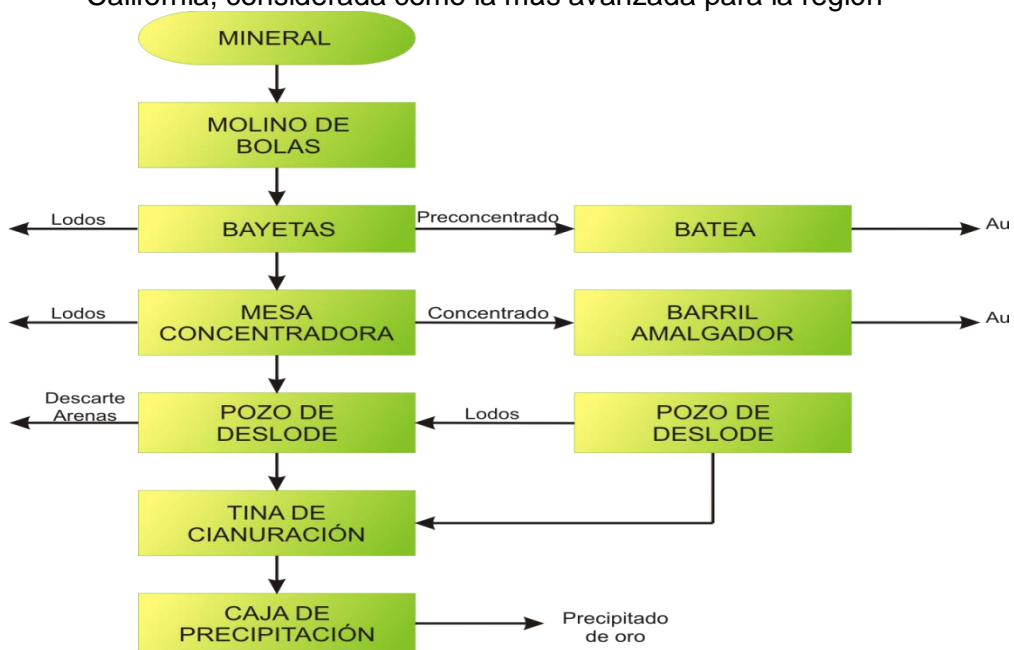 California, considerada como la más avanzada para la región
MINERAL
MOLINO DE
BOLAS
Lodos
BAYETAS
Preconcentrado
BATEA
Au
Lodos
MESA
CONCENTRADORA
Concentrado
BARRIL
AMALGADOR
Au
Descarte
Arenas
POZO DE
DESLODE
Lodos
POZO DE
DESLODE
TINA DE
CIANURACIÓN
CAJA DE
PRECIPITACIÓN
Precipitado
de oro